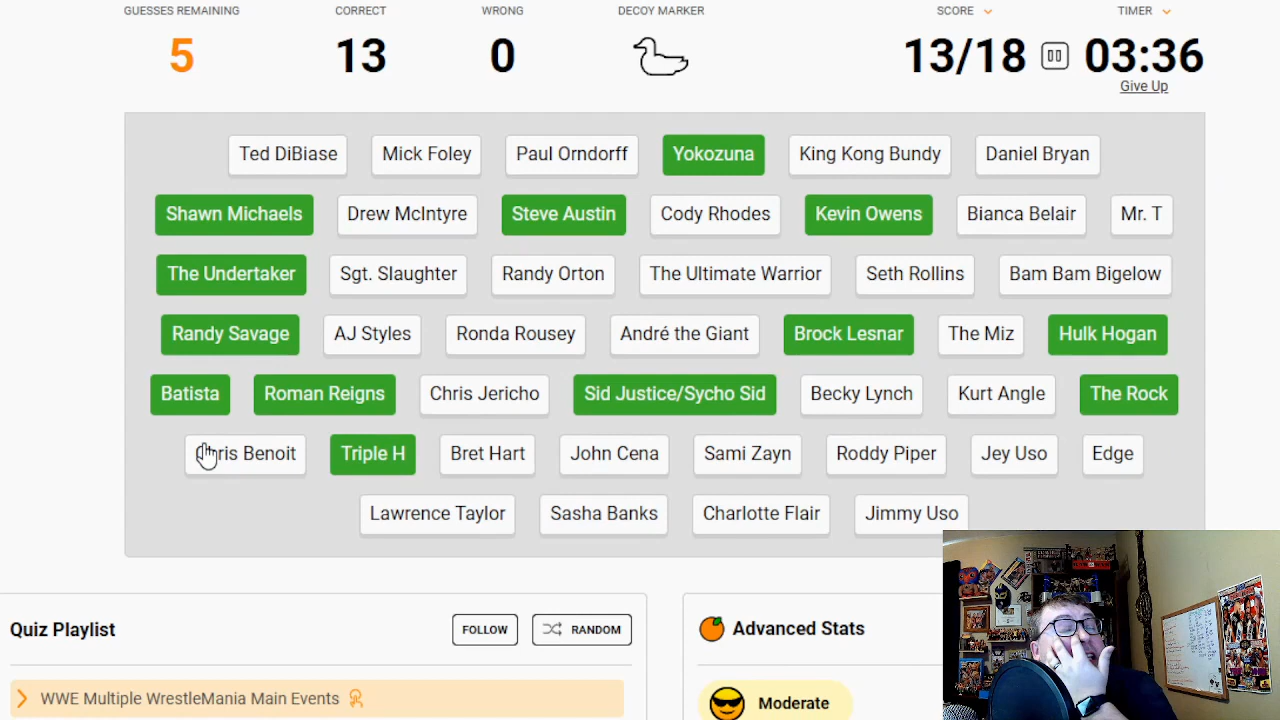 GUESSES REMAINING CORRECT WRONG DECOY MARKER SCORE TIMER
5 13 0 13/18 03:36
Give Up
Ted DiBiase Mick Foley Paul Orndorff Yokozuna King Kong Bundy Daniel Bryan
Shawn Michaels Drew McIntyre Steve Austin Cody Rhodes Kevin Owens Bianca Belair Mr. T
The Undertaker Sgt. Slaughter Randy Orton The Ultimate Warrior Seth Rollins Bam Bam Bigelow
Randy Savage AJ Styles Ronda Rousey André the Giant Brock Lesnar The Miz Hulk Hogan
Batista Roman Reigns Chris Jericho Sid Justice/Sycho Sid Becky Lynch Kurt Angle The Rock
Chris Benoit Triple H Bret Hart John Cena Sami Zayn Roddy Piper Jey Uso Edge
Lawrence Taylor Sasha Banks Charlotte Flair Jimmy Uso
Quiz Playlist FOLLOW RANDOM Advanced Stats
WWE Multiple WrestleMania Main Events Moderate